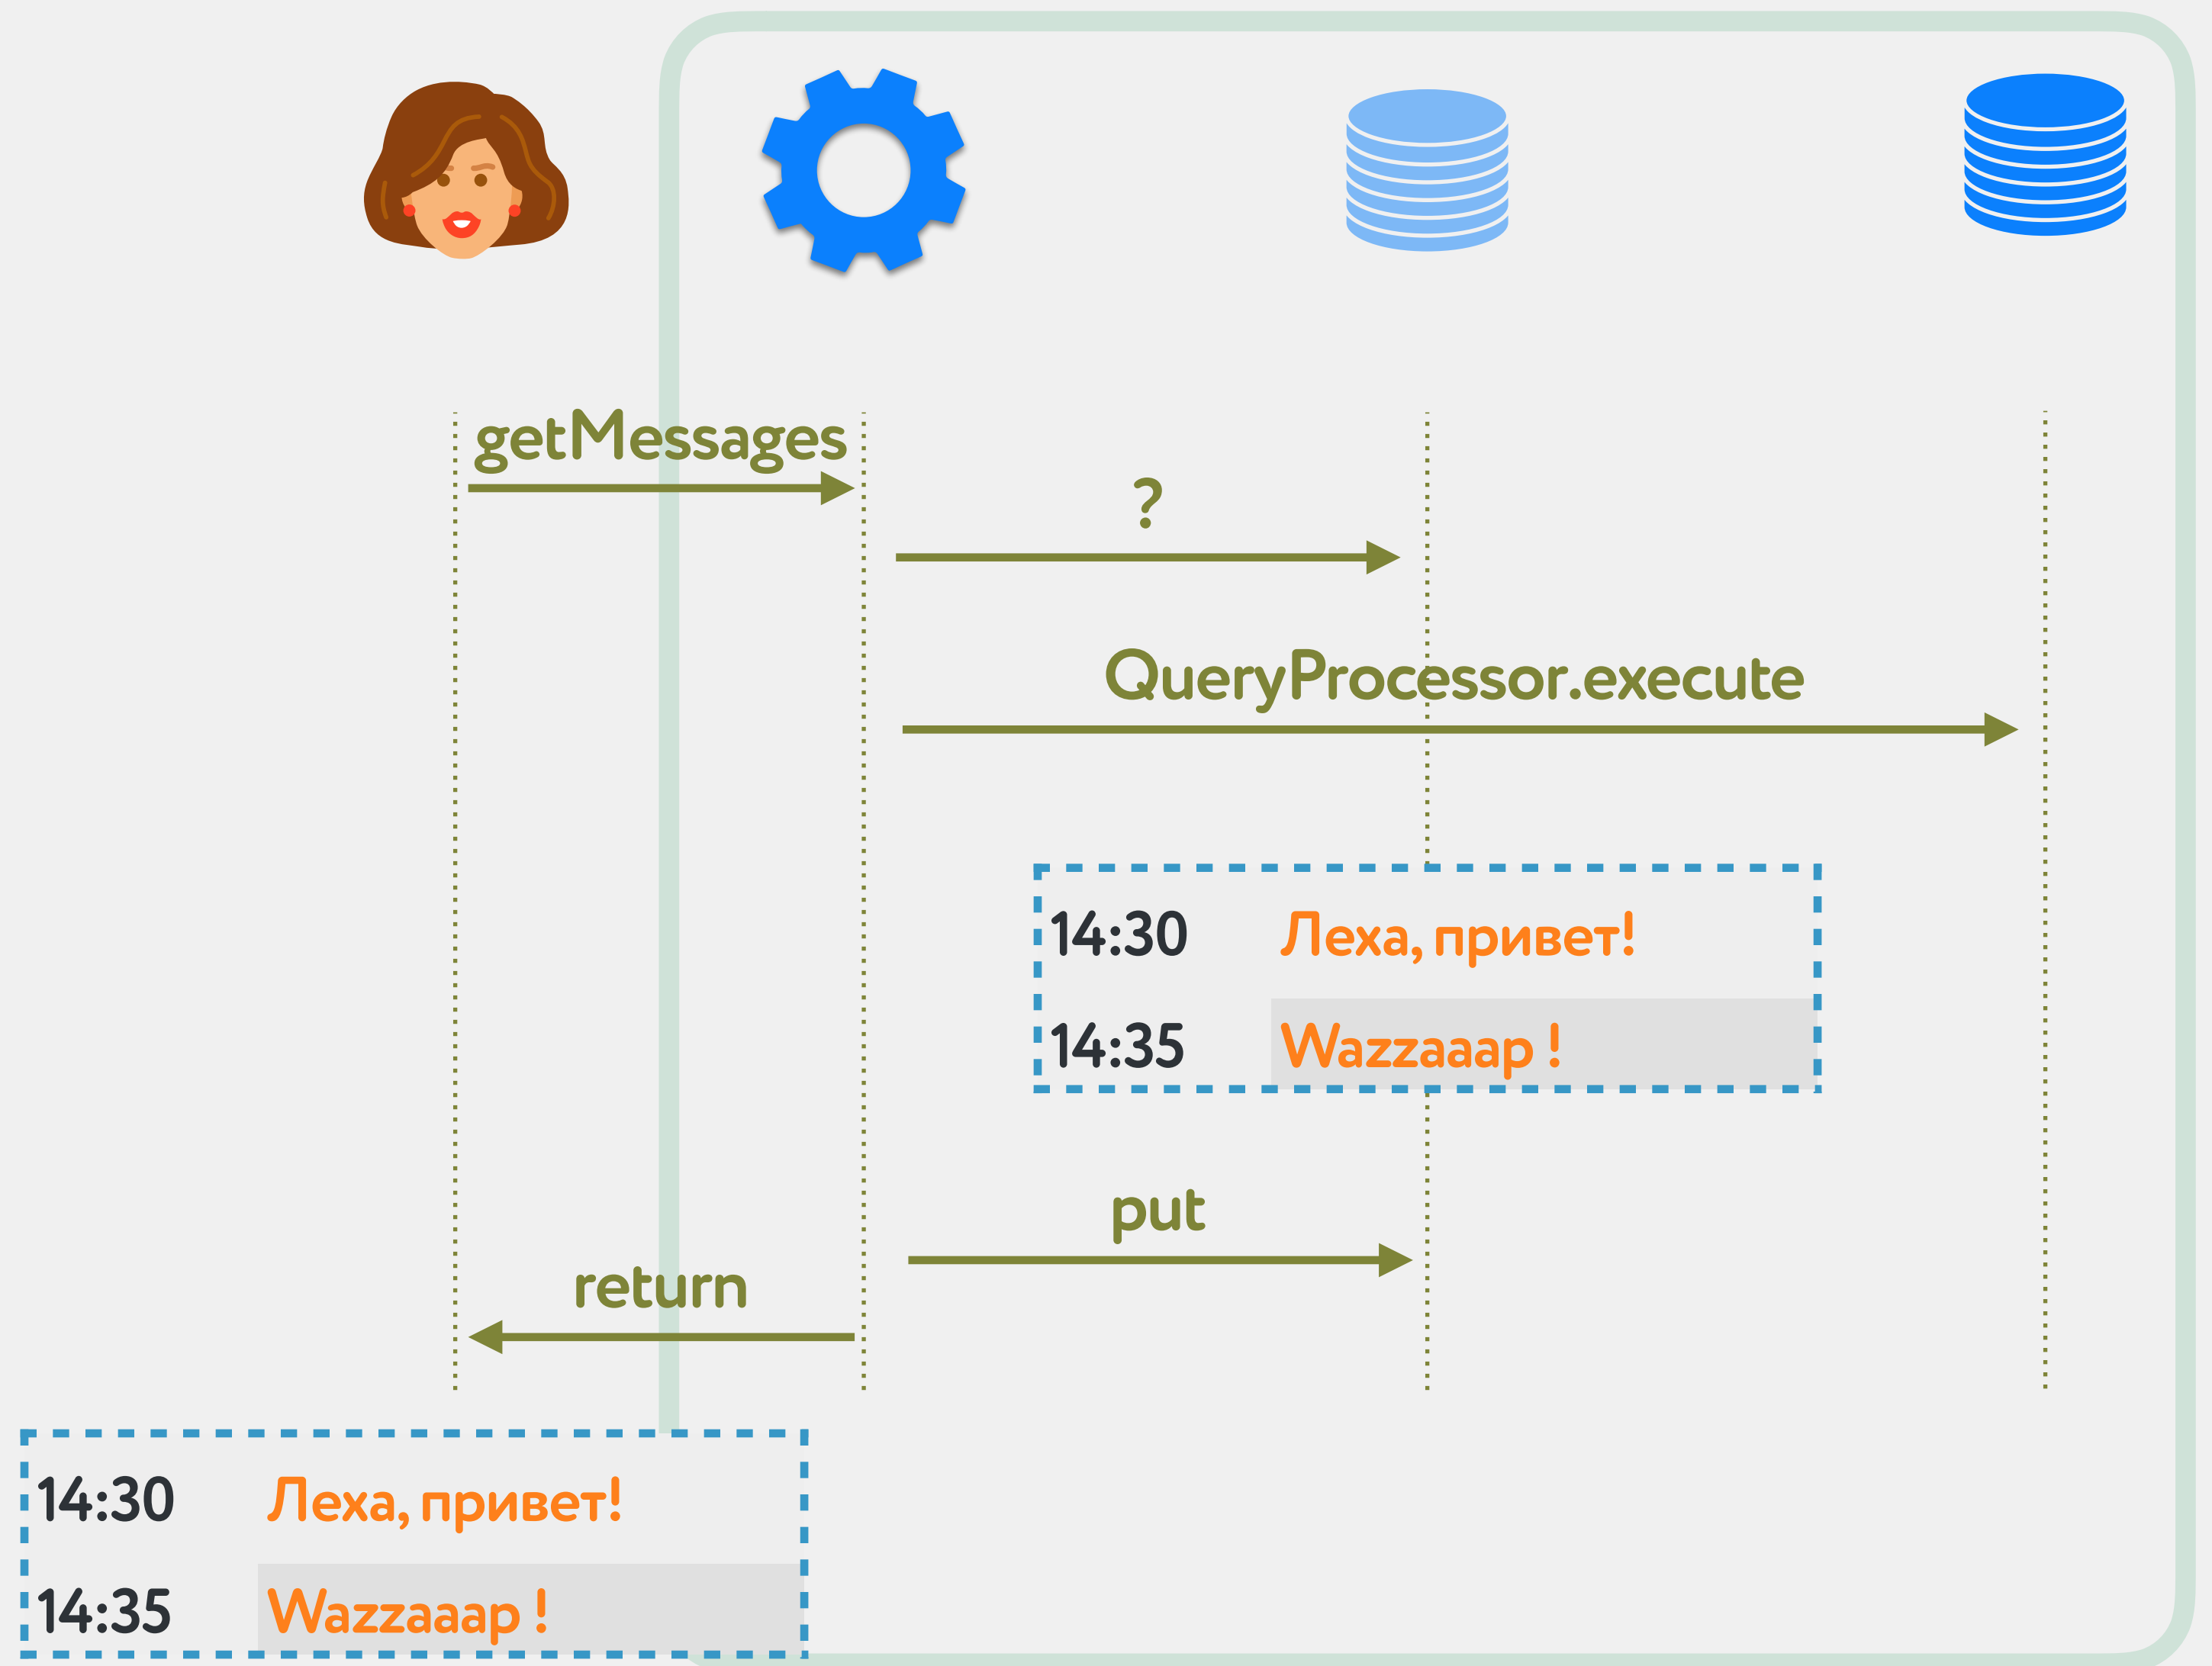 getMessages
?
QueryProcessor.execute
14:30 Леха, привет!
14:35 Wazzaaap !
put
return
14:30 Леха, привет!
14:35 Wazzaaap !